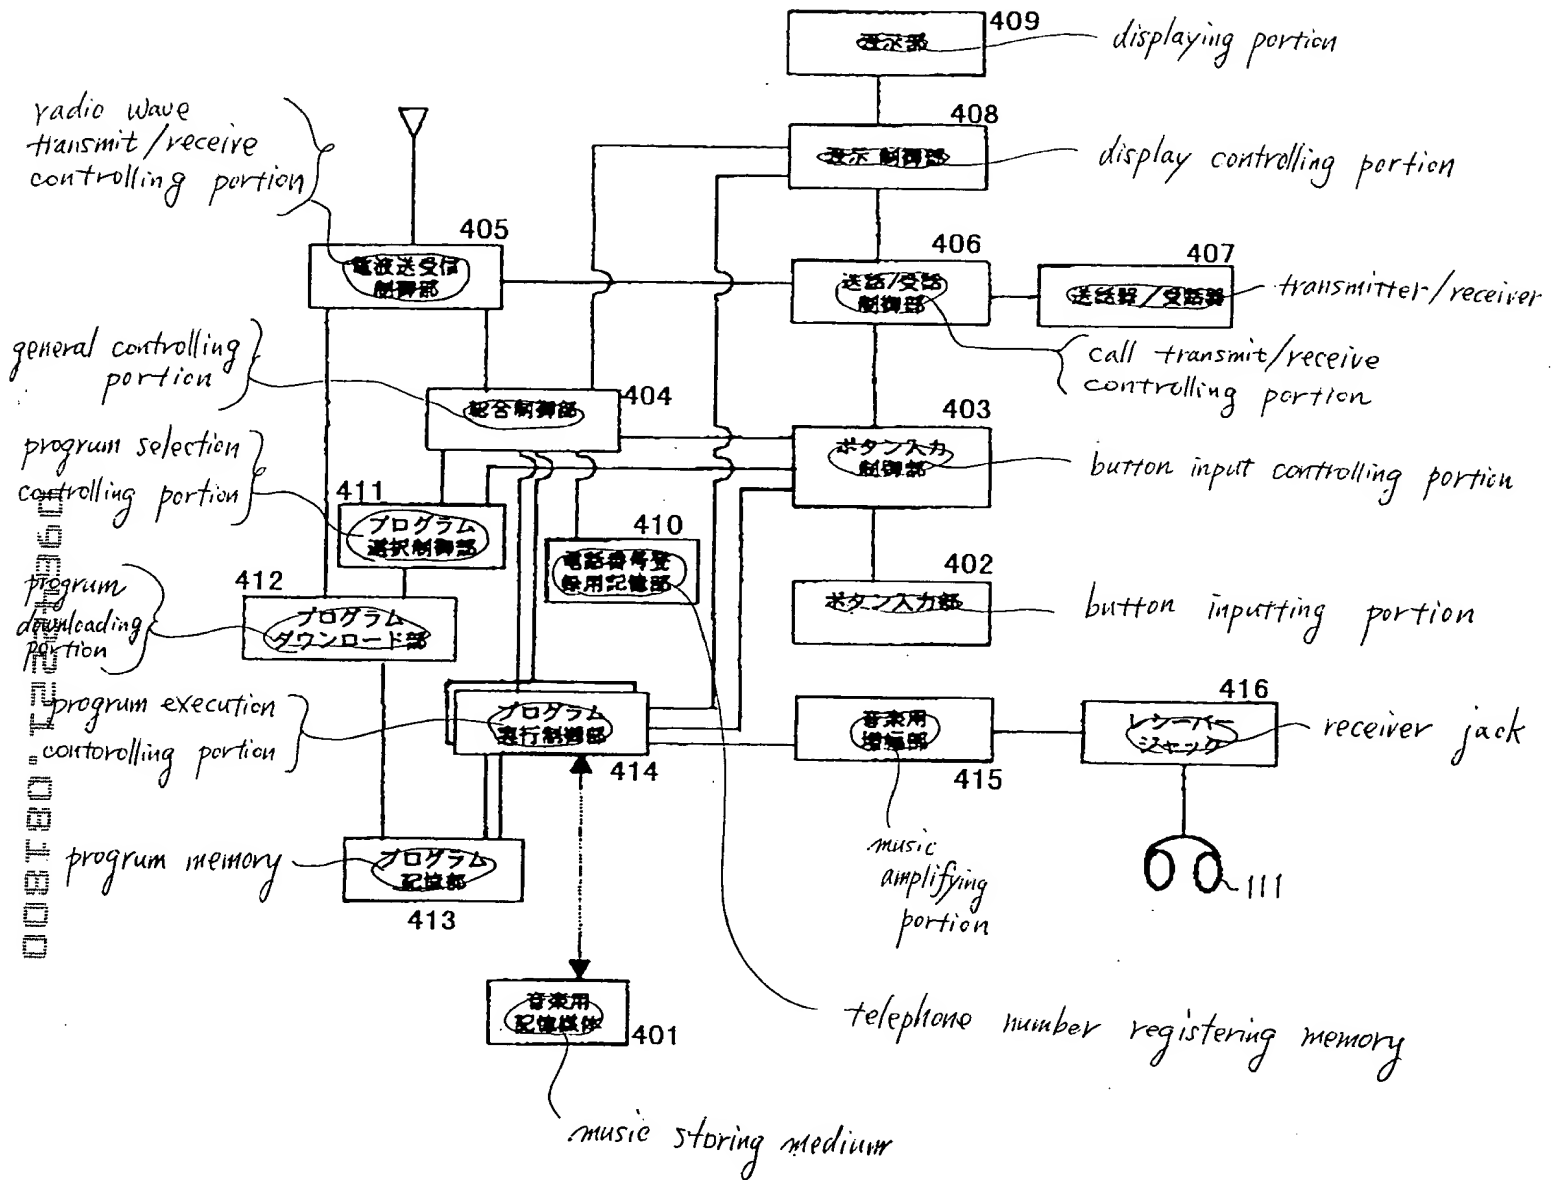 409
表示部
displaying portion
radio wave
transmit/receive
controlling portion
408
表示 制御部
display controlling portion
405
電波送受信
制御部
406
送話/受話
制御部
407
送話器/受話器
transmitter/receiver
call transmit/receive
controlling portion
general controlling
portion
404
総合制御部
403
ボタン入力
制御部
button input controlling portion
progrum selection
controlling portion
411
プログラム
選択制御部
410
電話番号登
録用記憶部
402
ボタン入力部
button inputting portion
412
プログラム
ダウンロード部
progrum
downloading
portion
progrum execution
contorolling portion
プログラム
実行制御部
414
音楽用
増幅部
415
416
レシーバー
ジャック
receiver jack
music
amplifying
portion
111
progrum memory
プログラム
記憶部
413
音楽用
記憶媒体
401
telephone number registering memory
music storing medium